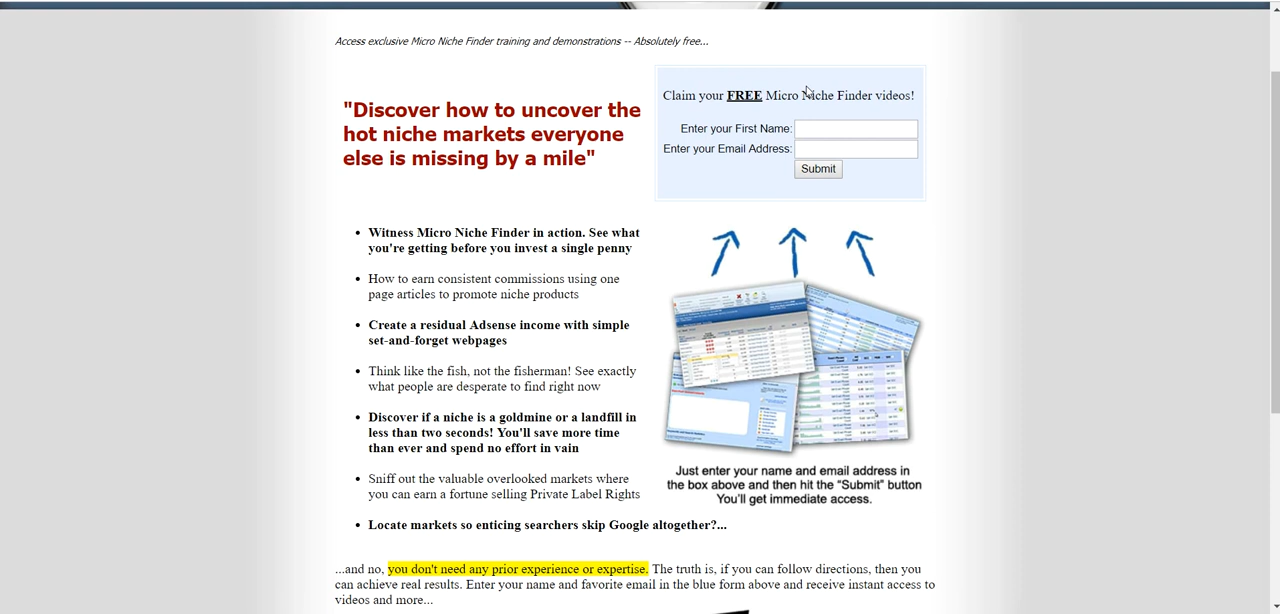 Access exclusive Micro Niche Finder training and demonstrations -- Absolutely free...
"Discover how to uncover the
hot niche markets everyone
else is missing by a mile"
Claim your FREE Micro Niche Finder videos!
Enter your First Name:
Enter your Email Address:
Submit
• Witness Micro Niche Finder in action. See what
you're getting before you invest a single penny
• How to earn consistent commissions using one
page articles to promote niche products
• Create a residual Adsense income with simple
set-and-forget webpages
• Think like the fish, not the fisherman! See exactly
what people are desperate to find right now
• Discover if a niche is a goldmine or a landfill in
less than two seconds! You'll save more time
than ever and spend no effort in vain
• Sniff out the valuable overlooked markets where
you can earn a fortune selling Private Label Rights
• Locate markets so enticing searchers skip Google altogether?...
Just enter your name and email address in
the box above and then hit the “Submit” button
You’ll get immediate access.
...and no, you don't need any prior experience or expertise. The truth is, if you can follow directions, then you
can achieve real results. Enter your name and favorite email in the blue form above and receive instant access to
videos and more...